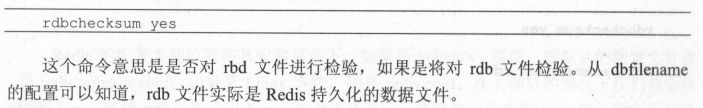 rdbchecksum yes
这个命令意思是是否对 rbd 文件进行检验，如果是将对 rdb 文件检验。从 dbfilename
的配置可以知道，rdb 文件实际是 Redis 持久化的数据文件。